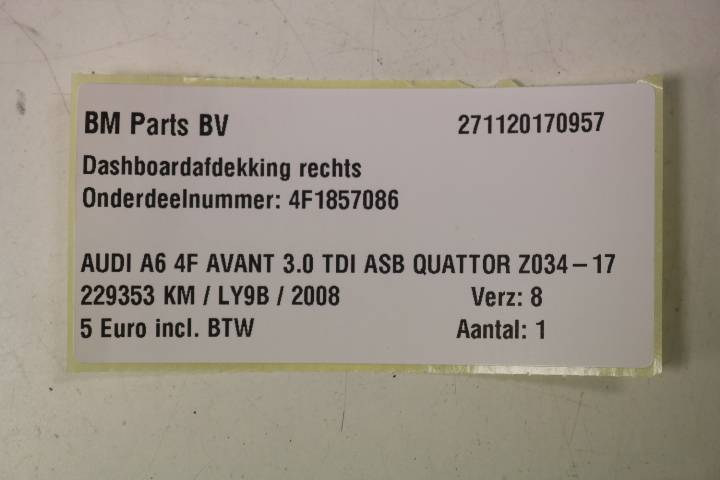 BM Parts BV 271120170957
Dashboardafdekking rechts
Onderdeelnummer: 4F1857086
AUDI A6 4F AVANT 3.0 TDI ASB QUATTOR Z034-17
229353 KM / LY9B / 2008 Verz: 8
5 Euro incl. BTW Aantal: 1